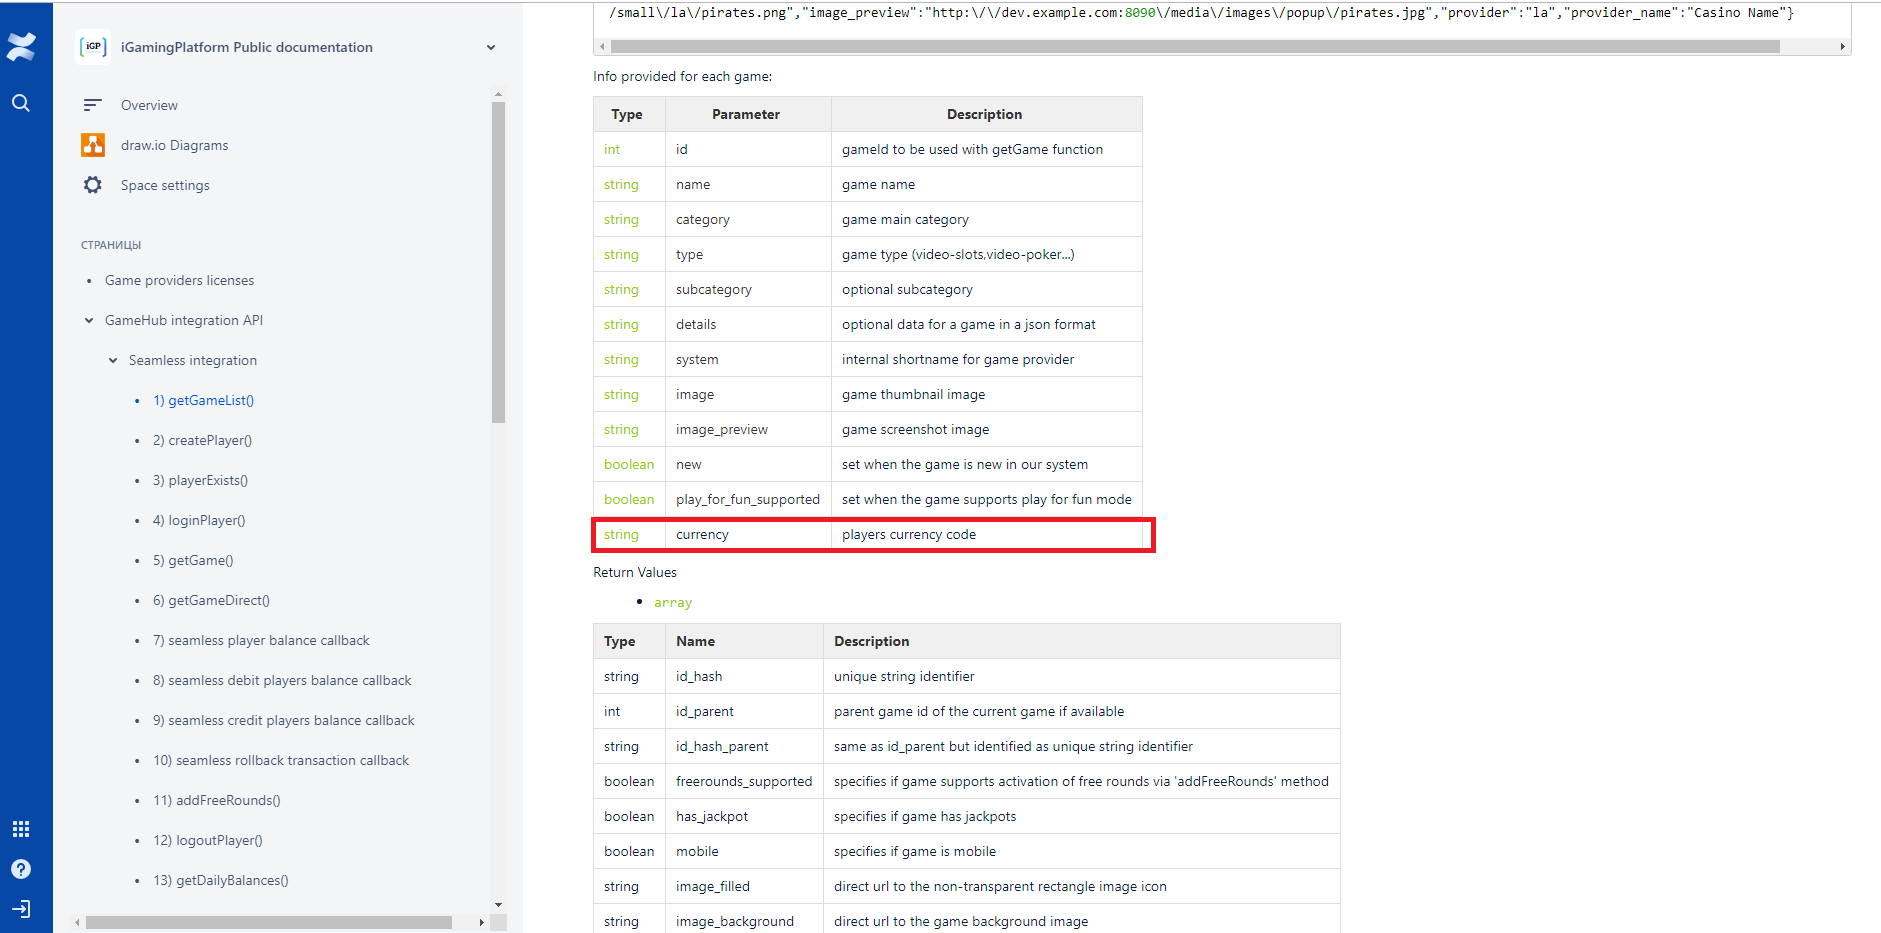 iGP
iGamingPlatform Public documentation
Overview
draw.io Diagrams
Space settings
СТРАНИЦЫ
• Game providers licenses
GameHub integration API
Seamless integration
• 1) getGameList()
• 2) createPlayer()
• 3) playerExists()
• 4) loginPlayer()
• 5) getGame()
• 6) getGameDirect()
• 7) seamless player balance callback
• 8) seamless debit players balance callback
• 9) seamless credit players balance callback
• 10) seamless rollback transaction callback
• 11) addFreeRounds()
• 12) logoutPlayer()
• 13) getDailyBalances()
/small\/la\/pirates.png","image_preview":"http:\/\/dev.example.com:8090\/media\/images\/popup\/pirates.jpg","provider":"la","provider_name":"Casino Name"}
Info provided for each game:
Type Parameter Description
int id gameId to be used with getGame function
string name game name
string category game main category
string type game type (video-slots,video-poker...)
string subcategory optional subcategory
string details optional data for a game in a json format
string system internal shortname for game provider
string image game thumbnail image
string image_preview game screenshot image
boolean new set when the game is new in our system
boolean play_for_fun_supported set when the game supports play for fun mode
string currency players currency code
Return Values
• array
Type Name Description
string id_hash unique string identifier
int id_parent parent game id of the current game if available
string id_hash_parent same as id_parent but identified as unique string identifier
boolean freerounds_supported specifies if game supports activation of free rounds via 'addFreeRounds' method
boolean has_jackpot specifies if game has jackpots
boolean mobile specifies if game is mobile
string image_filled direct url to the non-transparent rectangle image icon
string image_background direct url to the game background image